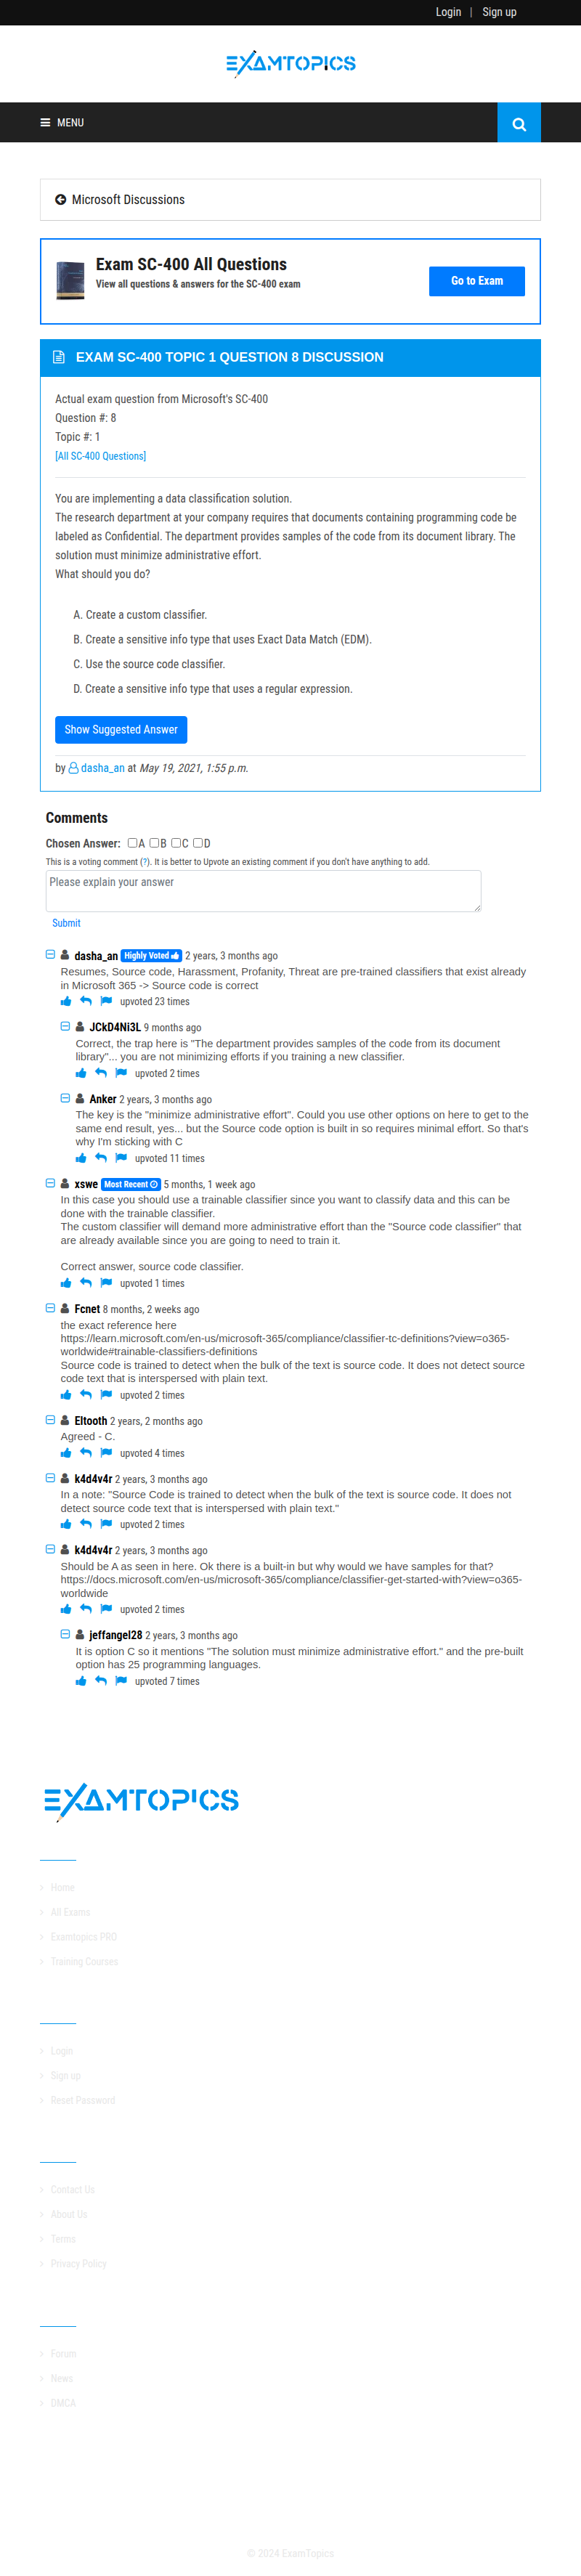 Login | Sign up
EXAMTOPICS
MENU
Microsoft Discussions
Exam SC-400 All Questions
View all questions & answers for the SC-400 exam
Go to Exam
EXAM SC-400 TOPIC 1 QUESTION 8 DISCUSSION
Actual exam question from Microsoft's SC-400
Question #: 8
Topic #: 1
[All SC-400 Questions]
You are implementing a data classification solution.
The research department at your company requires that documents containing programming code be
labeled as Confidential. The department provides samples of the code from its document library. The
solution must minimize administrative effort.
What should you do?
A. Create a custom classifier.
B. Create a sensitive info type that uses Exact Data Match (EDM).
C. Use the source code classifier.
D. Create a sensitive info type that uses a regular expression.
Show Suggested Answer
by dasha_an at May 19, 2021, 1:55 p.m.
Comments
Chosen Answer: A B C D
This is a voting comment (?). It is better to Upvote an existing comment if you don't have anything to add.
Please explain your answer
Submit
dasha_an Highly Voted 2 years, 3 months ago
Resumes, Source code, Harassment, Profanity, Threat are pre-trained classifiers that exist already
in Microsoft 365 -> Source code is correct
upvoted 23 times
JCkD4Ni3L 9 months ago
Correct, the trap here is "The department provides samples of the code from its document
library"... you are not minimizing efforts if you training a new classifier.
upvoted 2 times
Anker 2 years, 3 months ago
The key is the "minimize administrative effort". Could you use other options on here to get to the
same end result, yes... but the Source code option is built in so requires minimal effort. So that's
why I'm sticking with C
upvoted 11 times
xswe Most Recent 5 months, 1 week ago
In this case you should use a trainable classifier since you want to classify data and this can be
done with the trainable classifier.
The custom classifier will demand more administrative effort than the "Source code classifier" that
are already available since you are going to need to train it.
Correct answer, source code classifier.
upvoted 1 times
Fcnet 8 months, 2 weeks ago
the exact reference here
https://learn.microsoft.com/en-us/microsoft-365/compliance/classifier-tc-definitions?view=o365-
worldwide#trainable-classifiers-definitions
Source code is trained to detect when the bulk of the text is source code. It does not detect source
code text that is interspersed with plain text.
upvoted 2 times
Eltooth 2 years, 2 months ago
Agreed - C.
upvoted 4 times
k4d4v4r 2 years, 3 months ago
In a note: "Source Code is trained to detect when the bulk of the text is source code. It does not
detect source code text that is interspersed with plain text."
upvoted 2 times
k4d4v4r 2 years, 3 months ago
Should be A as seen in here. Ok there is a built-in but why would we have samples for that?
https://docs.microsoft.com/en-us/microsoft-365/compliance/classifier-get-started-with?view=o365-
worldwide
upvoted 2 times
jeffangel28 2 years, 3 months ago
It is option C so it mentions "The solution must minimize administrative effort." and the pre-built
option has 25 programming languages.
upvoted 7 times
EXAMTOPICS
Home
All Exams
Examtopics PRO
Training Courses
Login
Sign up
Reset Password
Contact Us
About Us
Terms
Privacy Policy
Forum
News
DMCA
© 2024 ExamTopics